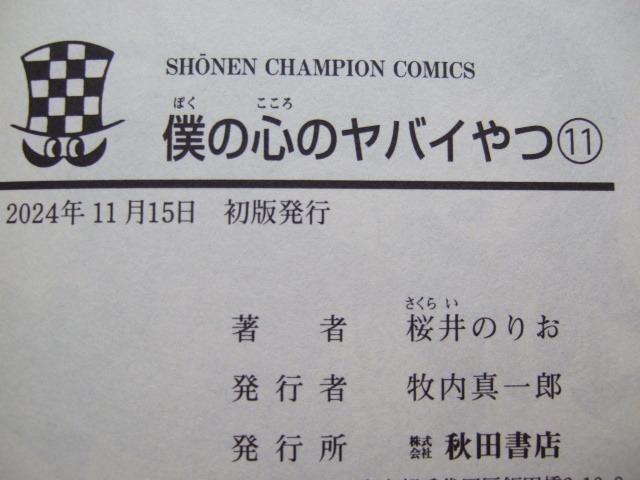 SHŌNEN CHAMPION COMICS
ぼく こころ
僕の心のヤバイやつ⑪
2024年11月15日 初版発行
さくら い
著者 桜井のりお
発行者 牧内真一郎
発行所 株式会社 秋田書店